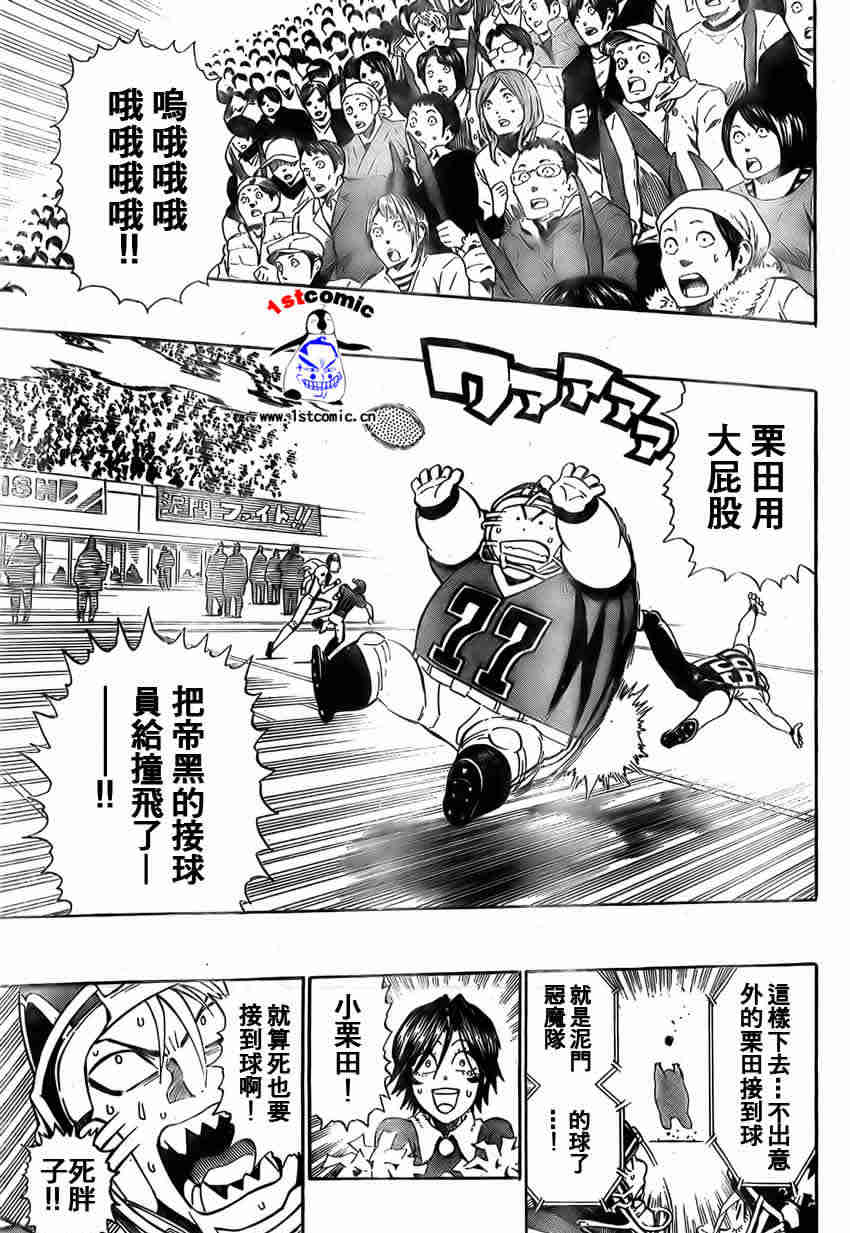 嗚哦哦哦
哦哦哦哦!!
1stcomic
www.1stcomic.cn
ワァァァァァ
栗田用
大屁股
泥門ファイト!!
77
把帝黑的接球
員給撞飛了—
——!!
這樣下去…不出意
外的栗田接到球
就是泥門 的球了
惡魔隊 …!
小栗田!
就算死也要
接到球啊!
死胖
子!!